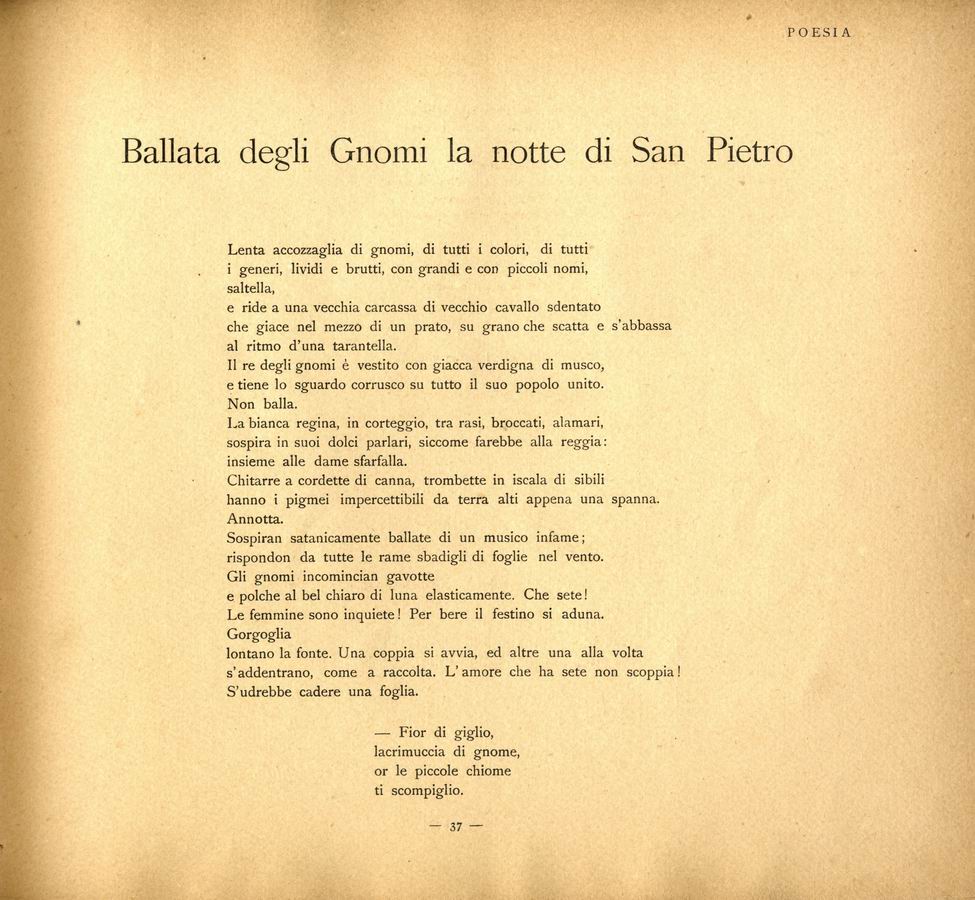 POESIA
Ballata degli Gnomi la notte di San Pietro
Lenta accozzaglia di gnomi, di tutti i colori, di tutti
i generi, lividi e brutti, con grandi e con piccoli nomi,
saltella,
e ride a una vecchia carcassa di vecchio cavallo sdentato
che giace nel mezzo di un prato, su grano che scatta e s'abbassa
al ritmo d'una tarantella.
Il re degli gnomi è vestito con giacca verdigna di musco,
e tiene lo sguardo corrusco su tutto il suo popolo unito.
Non balla.
La bianca regina, in corteggio, tra rasi, broccati, alamari,
sospira in suoi dolci parlari, siccome farebbe alla reggia:
insieme alle dame sfarfalla.
Chitarre a cordette di canna, trombette in iscala di sibili
hanno i pigmei impercettibili da terra alti appena una spanna.
Annotta.
Sospiran satanicamente ballate di un musico infame;
rispondon da tutte le rame sbadigli di foglie nel vento.
Gli gnomi incomincian gavotte
e polche al bel chiaro di luna elasticamente. Che sete!
Le femmine sono inquiete! Per bere il festino si aduna.
Gorgoglia
lontano la fonte. Una coppia si avvia, ed altre una alla volta
s'addentrano, come a raccolta. L'amore che ha sete non scoppia!
S'udrebbe cadere una foglia.
— Fior di giglio,
lacrimuccia di gnome,
or le piccole chiome
ti scompiglio.
— 37 —